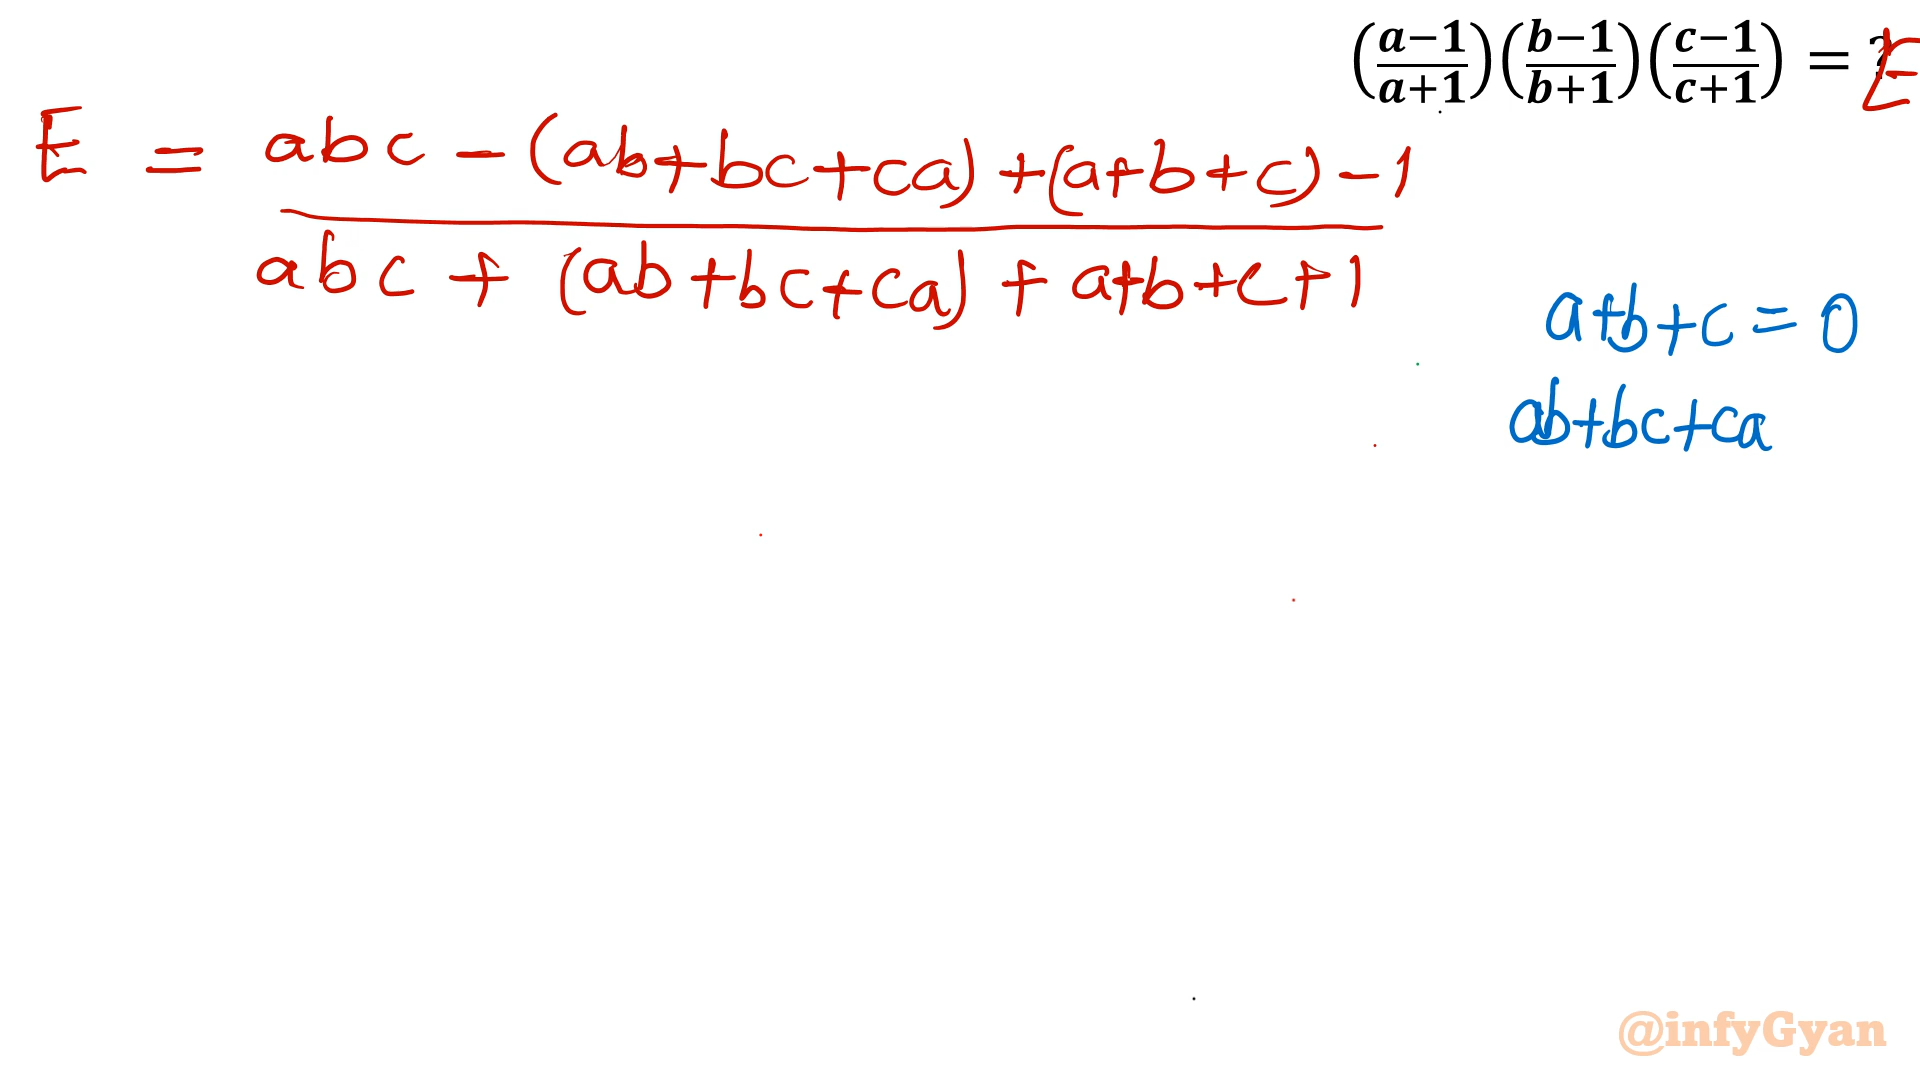 (a−1/a+1)(b−1/b+1)(c−1/c+1) = ? E
E = abc − (ab+bc+ca) + (a+b+c) − 1
abc + (ab+bc+ca) + a+b+c+1
a+b+c = 0
ab+bc+ca
@infyGyan